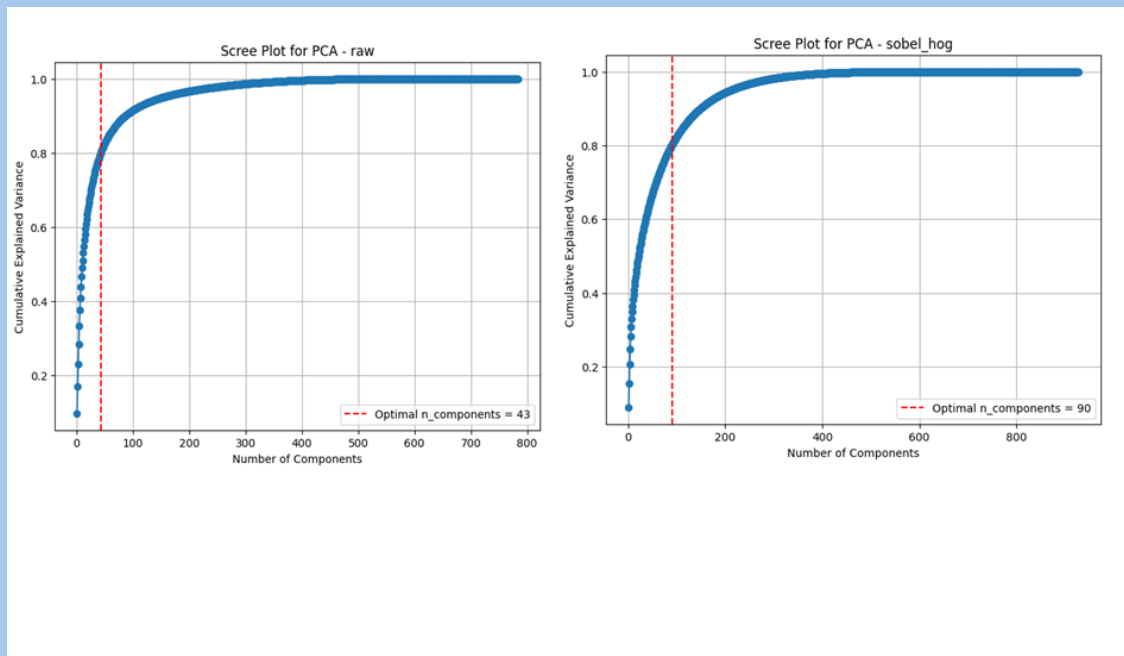 Scree Plot for PCA - raw
1.0
0.8
0.6
0.4
0.2
Cumulative Explained Variance
Optimal n_components = 43
0 100 200 300 400 500 600 700 800
Number of Components
Scree Plot for PCA - sobel_hog
1.0
0.8
0.6
0.4
0.2
Cumulative Explained Variance
Optimal n_components = 90
0 200 400 600 800
Number of Components